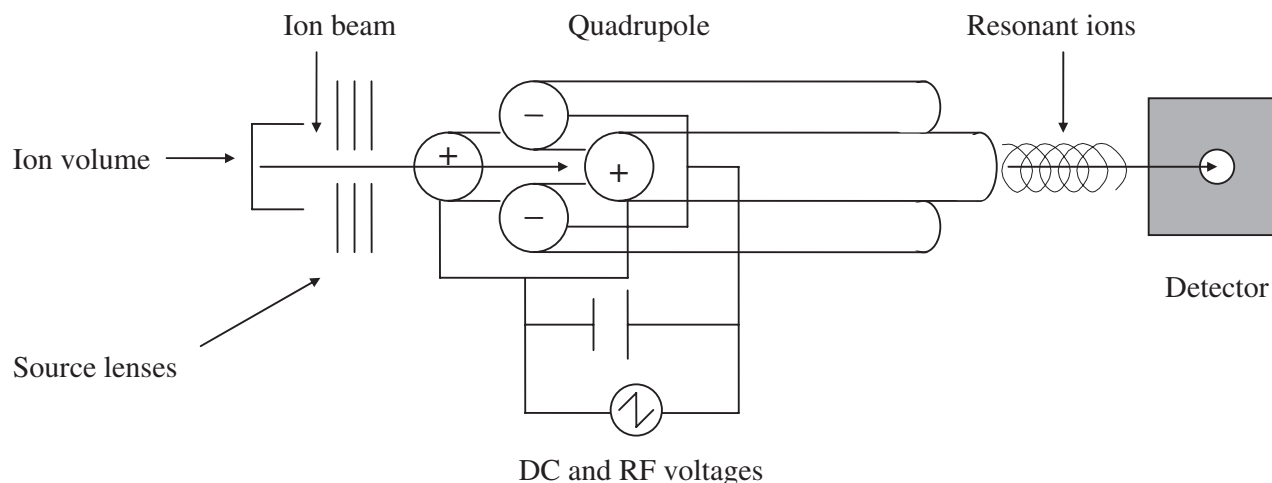 Ion beam
Quadrupole
Resonant ions
Ion volume
Detector
Source lenses
DC and RF voltages
+
−
+
−